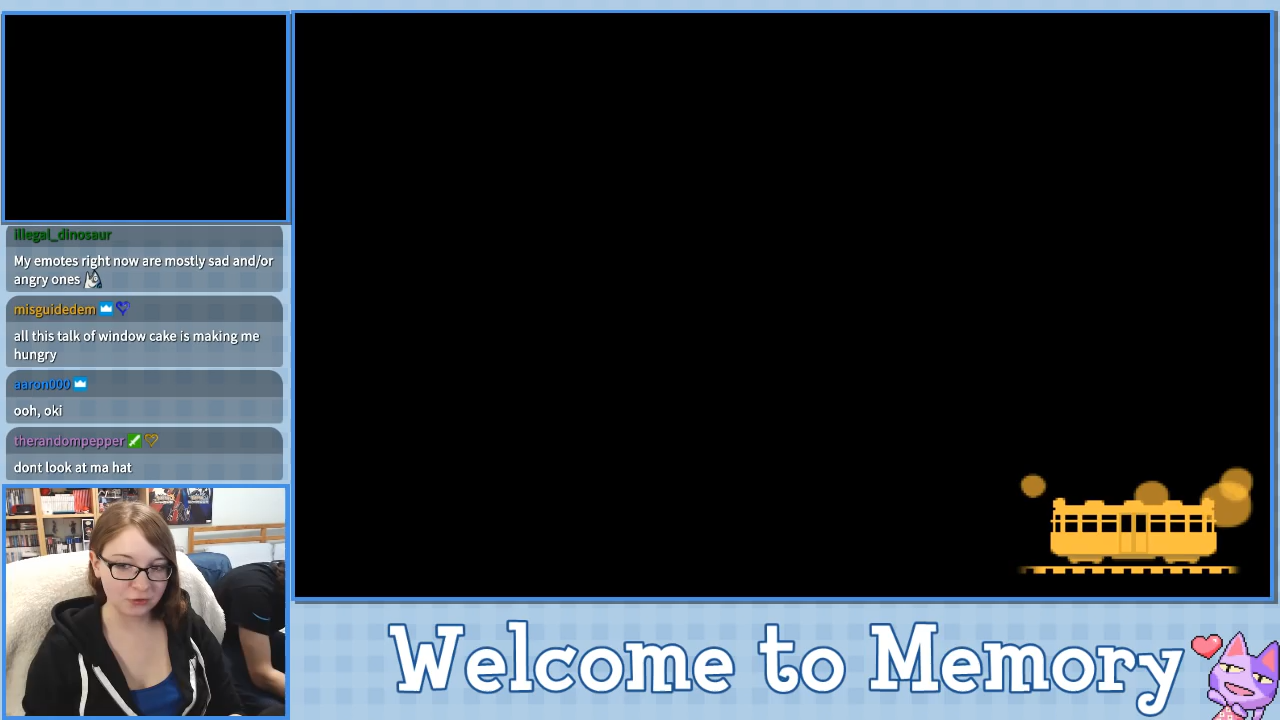 illegal_dinosaur
My emotes right now are mostly sad and/or
angry ones
misguidedem
all this talk of window cake is making me
hungry
aaron000
ooh, oki
therandompepper
dont look at ma hat
Welcome to Memory